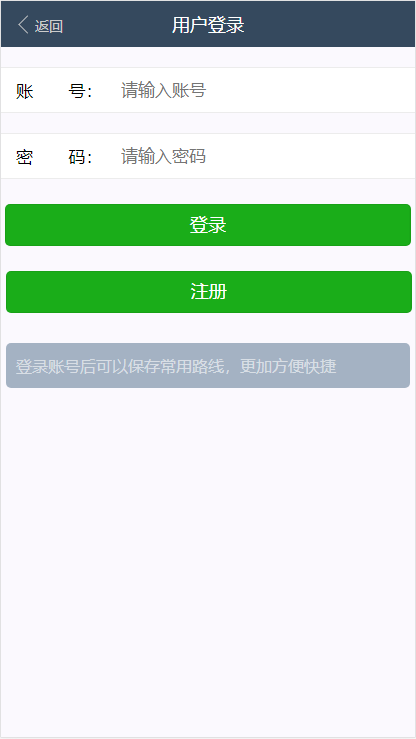 返回
用户登录
账 号： 请输入账号
密 码： 请输入密码
登录
注册
登录账号后可以保存常用路线，更加方便快捷